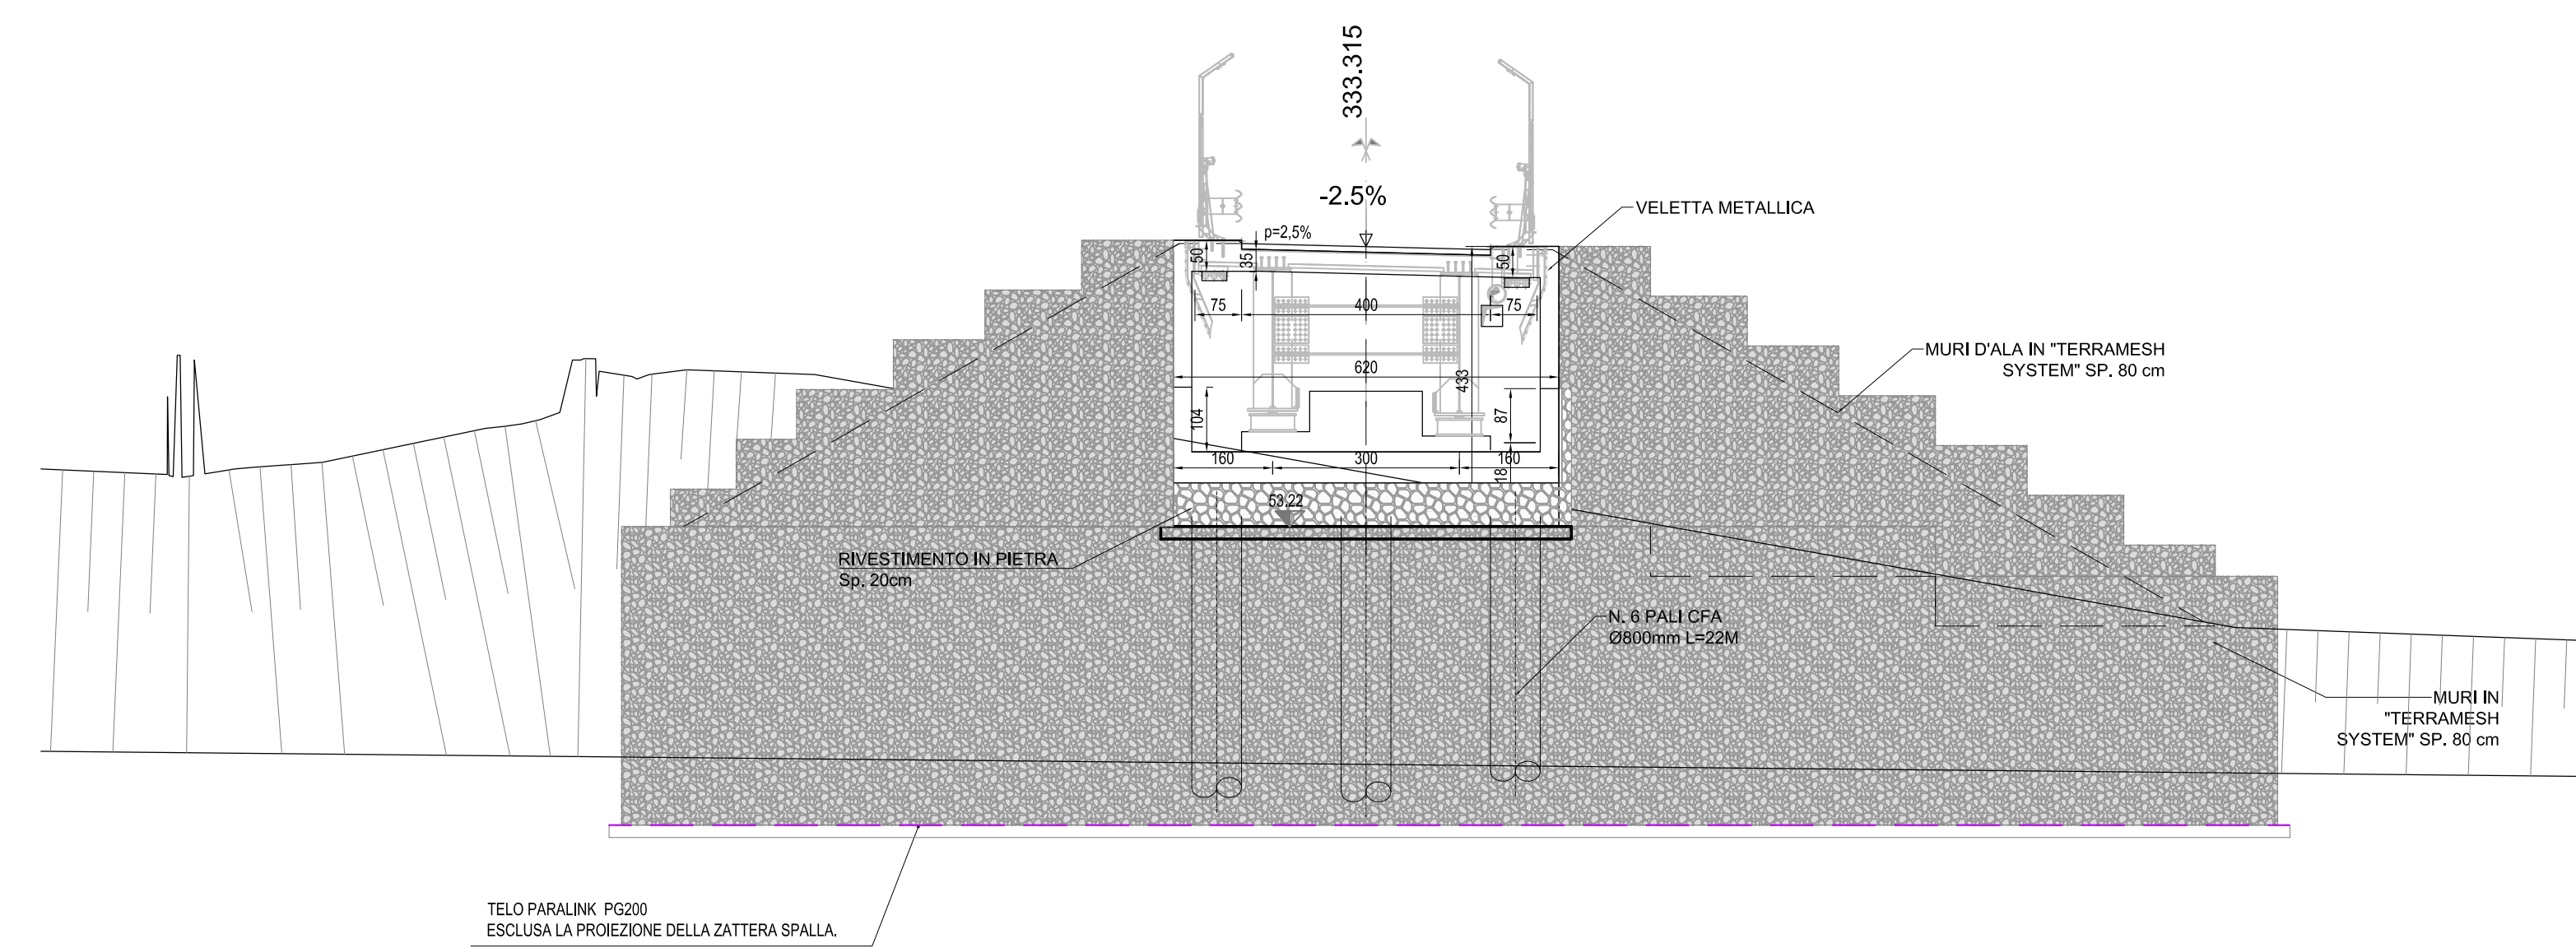 333.315
-2.5%
p=2,5%
VELETTA METALLICA
50
35
50
75
400
75
MURI D'ALA IN "TERRAMESH
SYSTEM" SP. 80 cm
620
433
104
87
160
300
160
18
53.22
RIVESTIMENTO IN PIETRA
Sp. 20cm
N. 6 PALI CFA
Ø800mm L=22M
MURI IN
"TERRAMESH
SYSTEM" SP. 80 cm
TELO PARALINK PG200
ESCLUSA LA PROIEZIONE DELLA ZATTERA SPALLA.